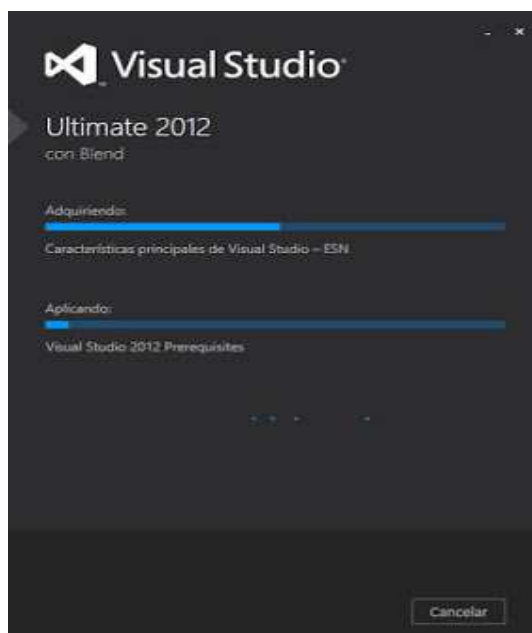 Visual Studio
Ultimate 2012
con Blend
Adquiriendo:
Características principales de Visual Studio – ESN
Aplicando:
Visual Studio 2012 Prerequisites
Cancelar